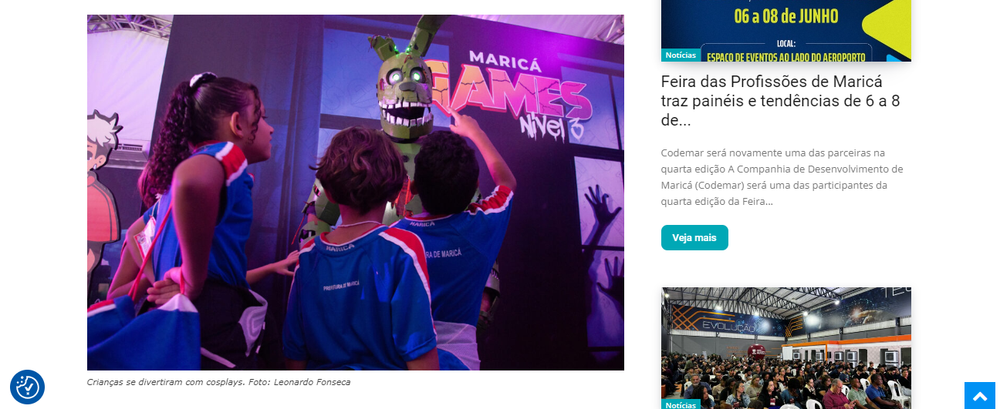 MARICÁ
GAMES
NíVEl 3
MARICÁ
PREFEITURA DE MARICÁ
MARICÁ
RA DE MARICÁ
Crianças se divertiram com cosplays. Foto: Leonardo Fonseca
06 a 08 de JUNHO
LOCAL:
ESPAÇO DE EVENTOS AO LADO DO AEROPORTO
Notícias
Feira das Profissões de Maricá
traz painéis e tendências de 6 a 8
de...
Codemar será novamente uma das parceiras na
quarta edição A Companhia de Desenvolvimento de
Maricá (Codemar) será uma das participantes da
quarta edição da Feira...
Veja mais
EVOLUÇÃO
Notícias